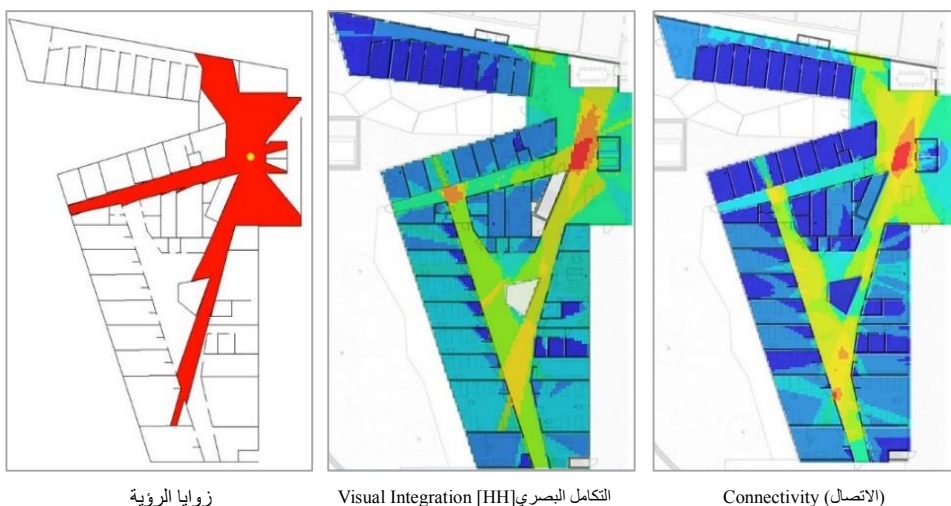 زوايا الرؤية
Visual Integration [HH]التكامل البصري
Connectivity (الاتصال)